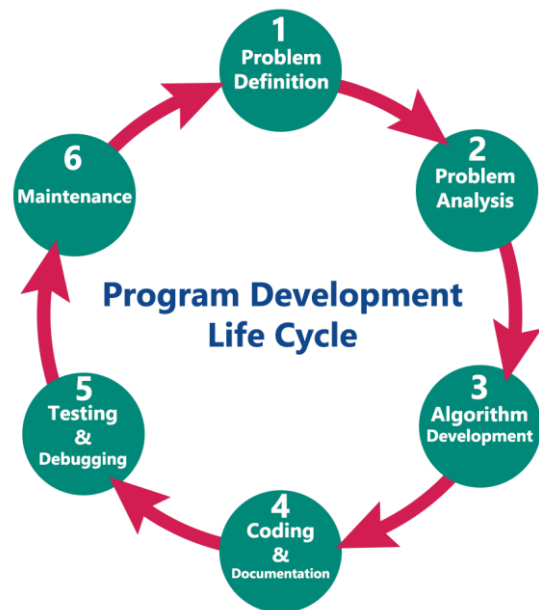 1
Problem
Definition
2
Problem
Analysis
3
Algorithm
Development
4
Coding
&
Documentation
5
Testing
&
Debugging
6
Maintenance
Program Development
Life Cycle